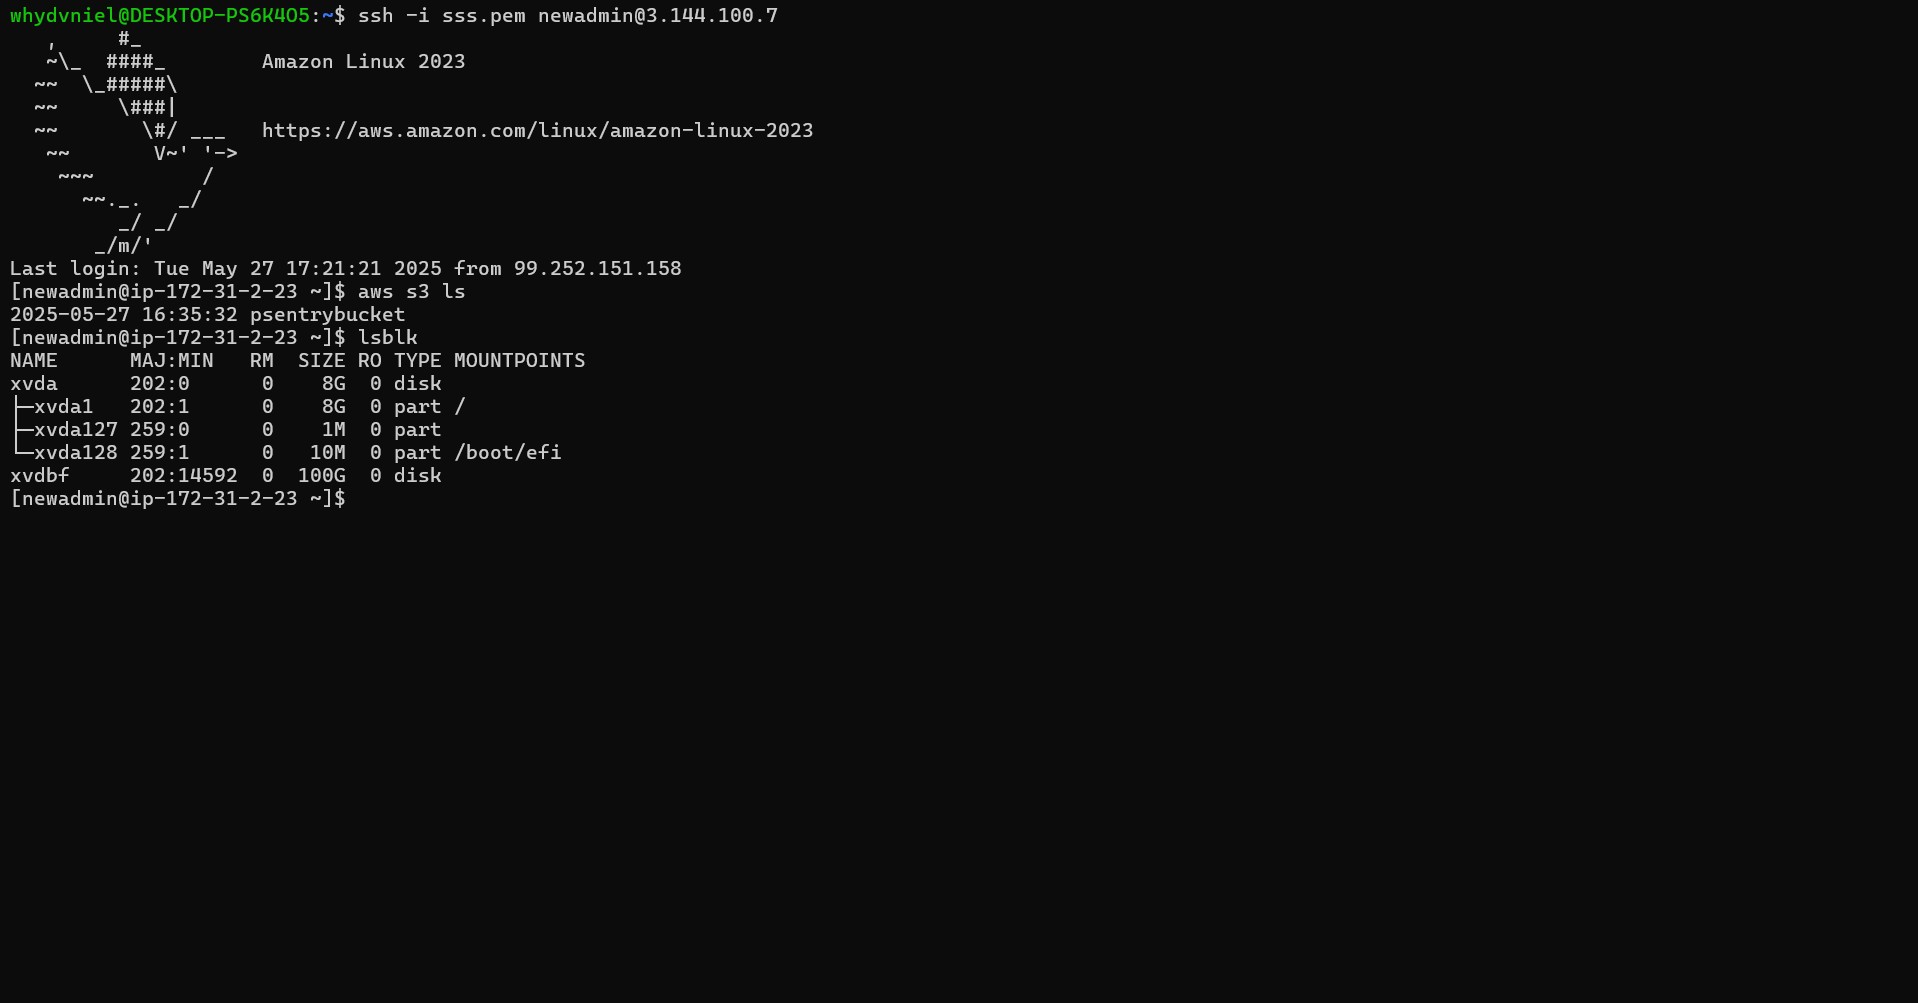 whydvniel@DESKTOP-PS6K4O5:~$ ssh -i sss.pem newadmin@3.144.100.7
   ,     #_
   ~\_  ####_        Amazon Linux 2023
  ~~  \_#####\
  ~~     \###|
  ~~       \#/ ___   https://aws.amazon.com/linux/amazon-linux-2023
   ~~       V~' '->
    ~~~         /
      ~~._.   _/
         _/ _/
       _/m/'
Last login: Tue May 27 17:21:21 2025 from 99.252.151.158
[newadmin@ip-172-31-2-23 ~]$ aws s3 ls
2025-05-27 16:35:32 psentrybucket
[newadmin@ip-172-31-2-23 ~]$ lsblk
NAME      MAJ:MIN   RM  SIZE RO TYPE MOUNTPOINTS
xvda      202:0      0    8G  0 disk
├─xvda1   202:1      0    8G  0 part /
├─xvda127 259:0      0    1M  0 part
└─xvda128 259:1      0   10M  0 part /boot/efi
xvdbf     202:14592  0  100G  0 disk
[newadmin@ip-172-31-2-23 ~]$